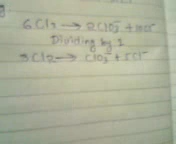 6Cl2 → 2ClO3⁻ + 10Cl⁻
Dividing by 2
3Cl2 → ClO3⁻ + 5Cl⁻